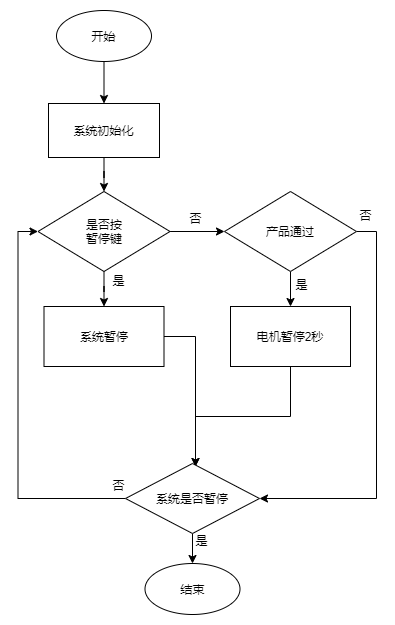 开始
系统初始化
是否按
暂停键
否
产品通过
否
是
是
系统暂停
电机暂停2秒
否
系统是否暂停
是
结束